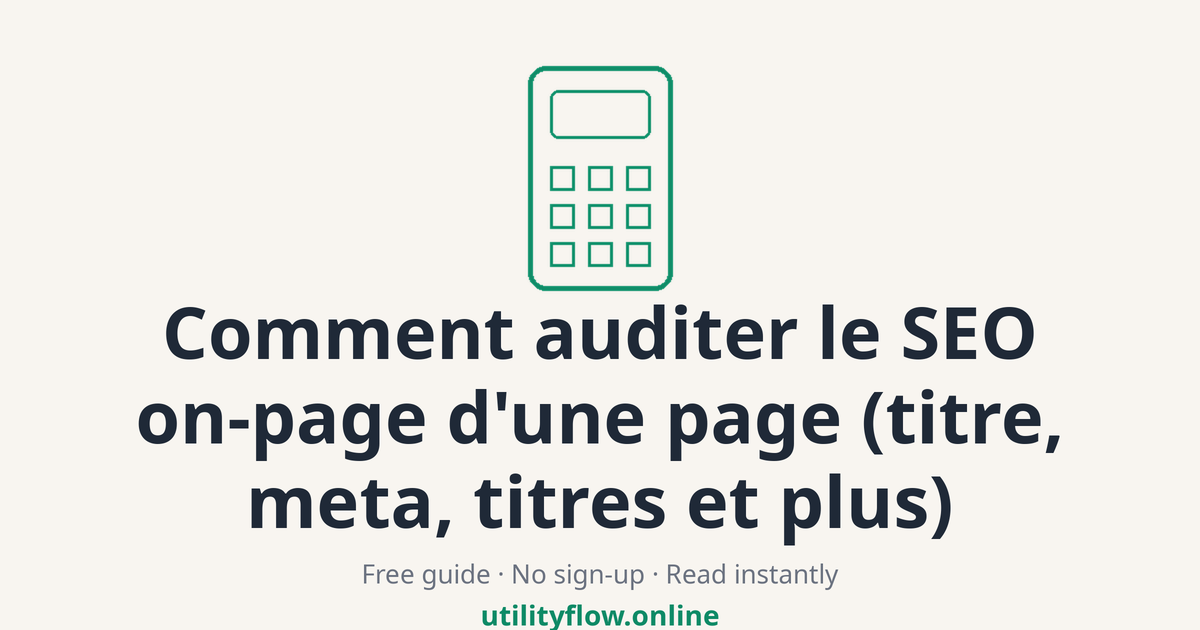 Comment auditer le SEO
on-page d'une page (titre,
meta, titres et plus)
Free guide · No sign-up · Read instantly
utilityflow.online